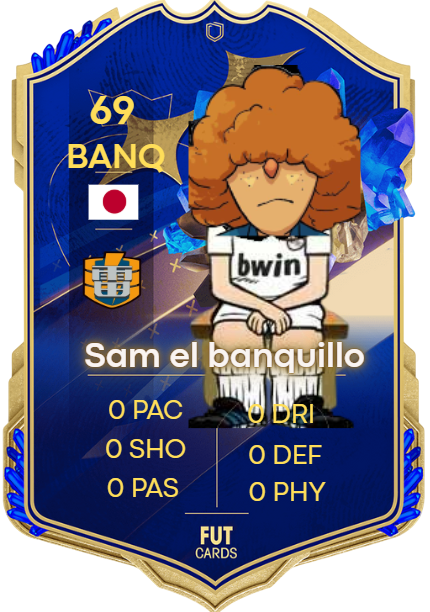 69
BANQ
bwin
Sam el banquillo
0 PAC
0 DRI
0 SHO
0 DEF
0 PAS
0 PHY
FUT
CARDS